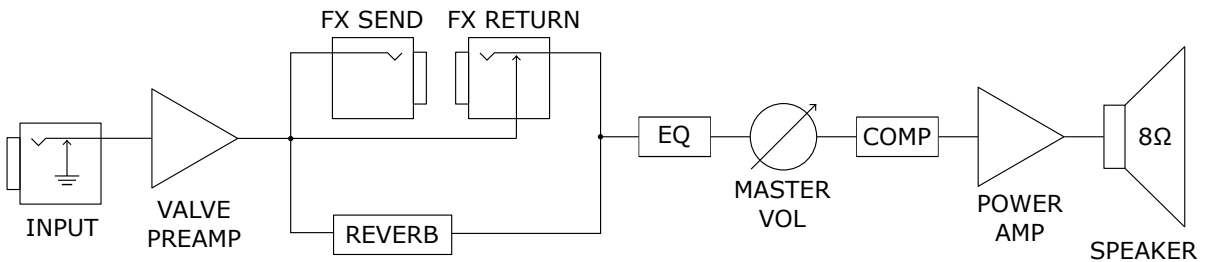 FX SEND
FX RETURN
INPUT
VALVE
PREAMP
REVERB
EQ
MASTER
VOL
COMP
POWER
AMP
8Ω
SPEAKER